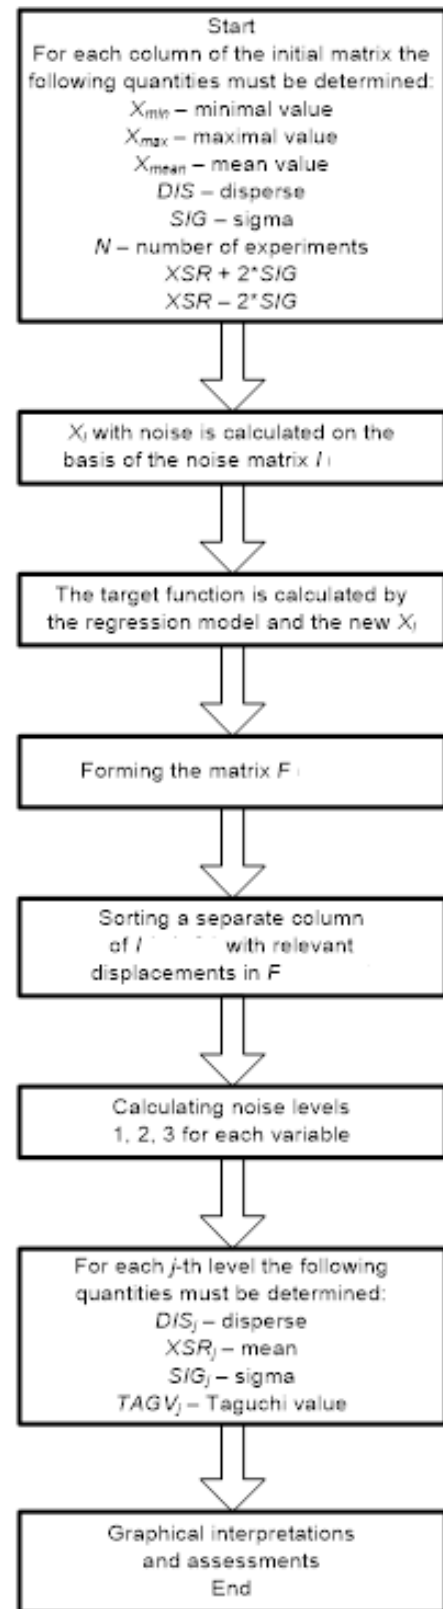 Start
For each column of the initial matrix the
following quantities must be determined:
Xmin – minimal value
Xmax – maximal value
Xmean – mean value
DIS – disperse
SIG – sigma
N – number of experiments
XSR + 2*SIG
XSR – 2*SIG
Xj with noise is calculated on the
basis of the noise matrix I
The target function is calculated by
the regression model and the new Xj
Forming the matrix F
Sorting a separate column
of I with relevant
displacements in F
Calculating noise levels
1, 2, 3 for each variable
For each j-th level the following
quantities must be determined:
DISj – disperse
XSRj – mean
SIGj – sigma
TAGVj – Taguchi value
Graphical interpretations
and assessments
End